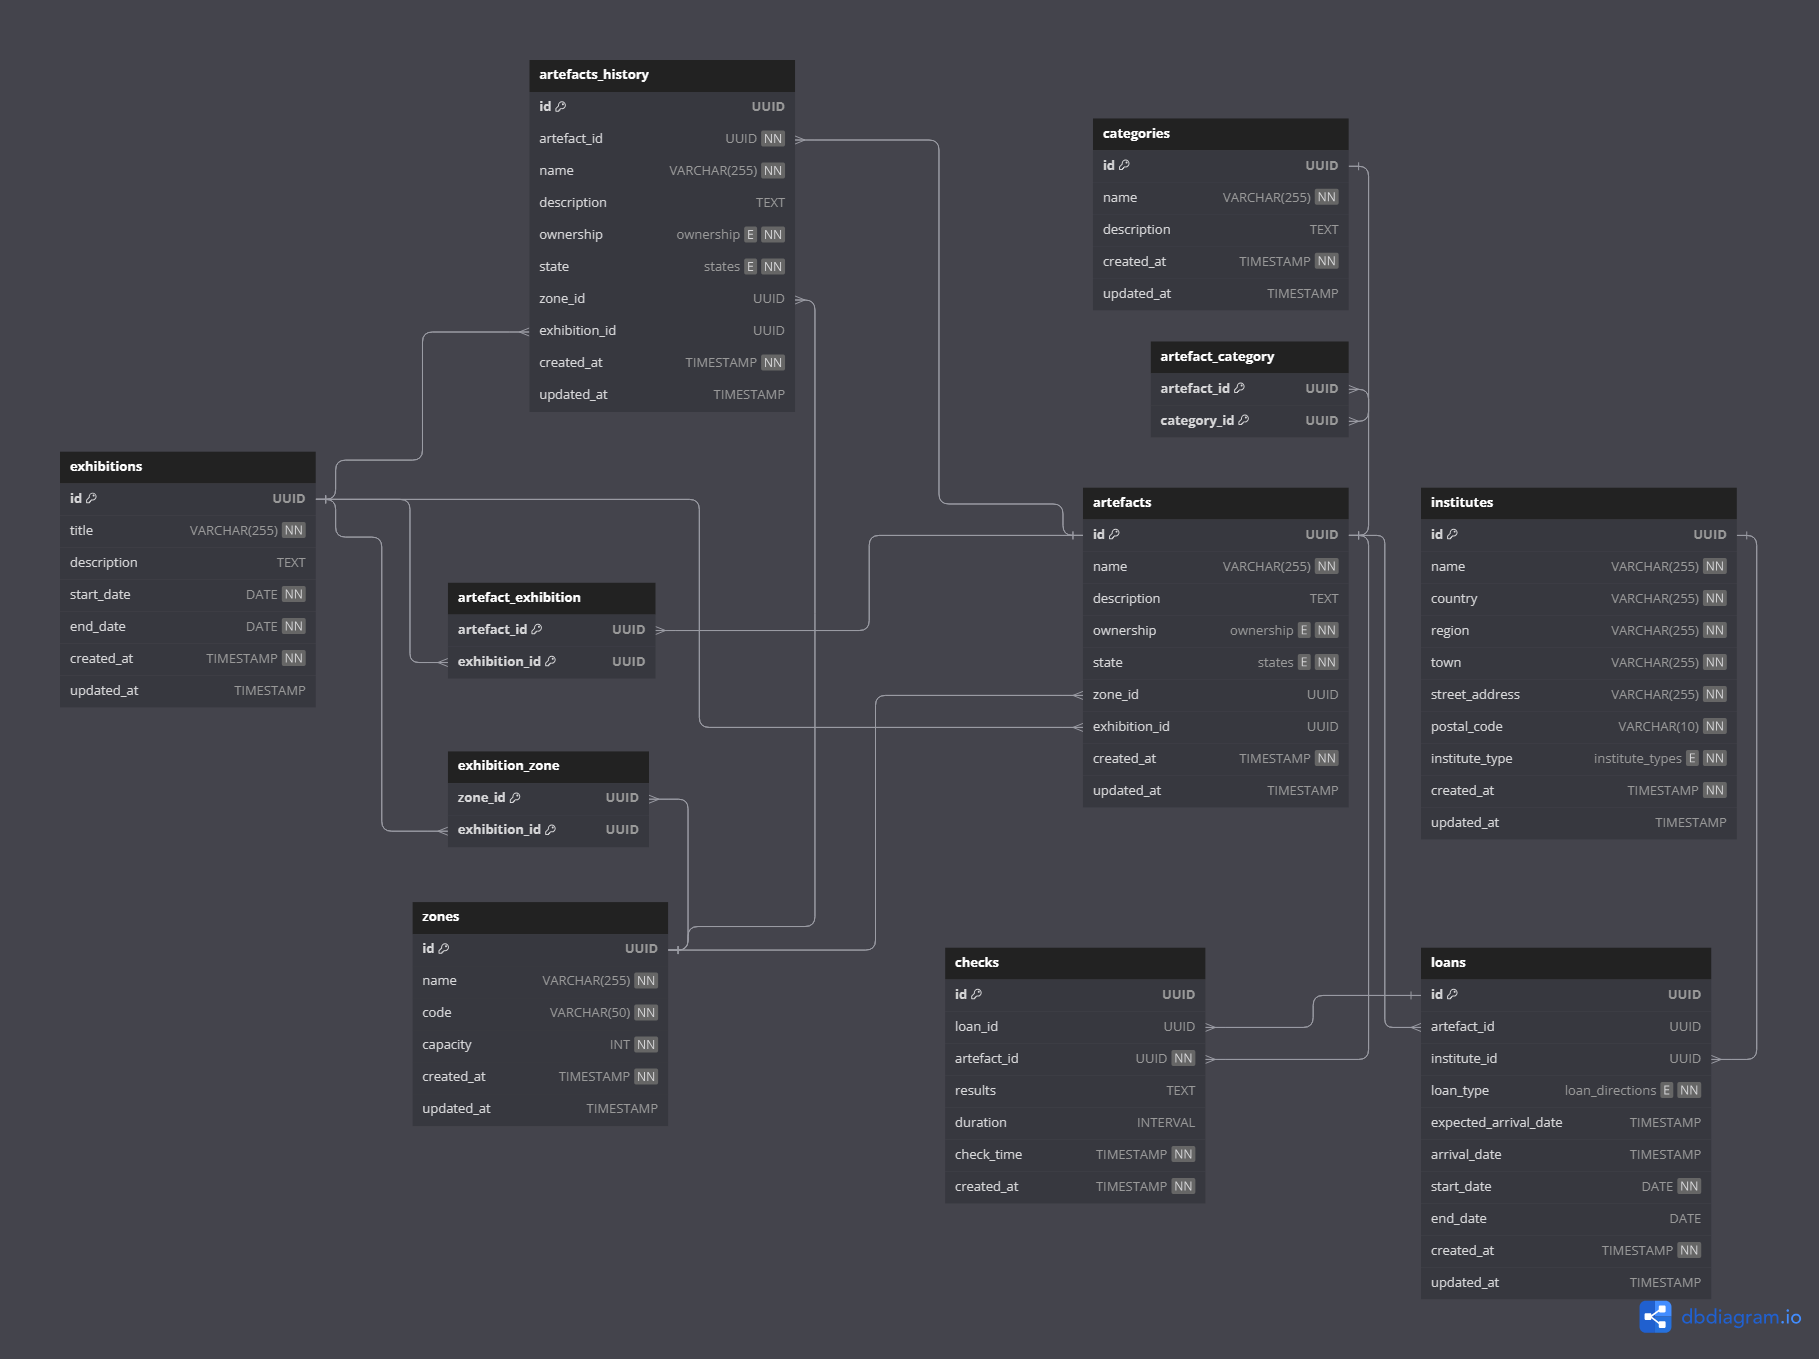 artefacts_history
id UUID
artefact_id UUID NN
name VARCHAR(255) NN
description TEXT
ownership ownership E NN
state states E NN
zone_id UUID
exhibition_id UUID
created_at TIMESTAMP NN
updated_at TIMESTAMP
categories
id UUID
name VARCHAR(255) NN
description TEXT
created_at TIMESTAMP NN
updated_at TIMESTAMP
artefact_category
artefact_id UUID
category_id UUID
exhibitions
id UUID
title VARCHAR(255) NN
description TEXT
start_date DATE NN
end_date DATE NN
created_at TIMESTAMP NN
updated_at TIMESTAMP
artefact_exhibition
artefact_id UUID
exhibition_id UUID
artefacts
id UUID
name VARCHAR(255) NN
description TEXT
ownership ownership E NN
state states E NN
zone_id UUID
exhibition_id UUID
created_at TIMESTAMP NN
updated_at TIMESTAMP
institutes
id UUID
name VARCHAR(255) NN
country VARCHAR(255) NN
region VARCHAR(255) NN
town VARCHAR(255) NN
street_address VARCHAR(255) NN
postal_code VARCHAR(10) NN
institute_type institute_types E NN
created_at TIMESTAMP NN
updated_at TIMESTAMP
exhibition_zone
zone_id UUID
exhibition_id UUID
zones
id UUID
name VARCHAR(255) NN
code VARCHAR(50) NN
capacity INT NN
created_at TIMESTAMP NN
updated_at TIMESTAMP
checks
id UUID
loan_id UUID
artefact_id UUID NN
results TEXT
duration INTERVAL
check_time TIMESTAMP NN
created_at TIMESTAMP NN
loans
id UUID
artefact_id UUID
institute_id UUID
loan_type loan_directions E NN
expected_arrival_date TIMESTAMP
arrival_date TIMESTAMP
start_date DATE NN
end_date DATE
created_at TIMESTAMP NN
updated_at TIMESTAMP
dbdiagram.io